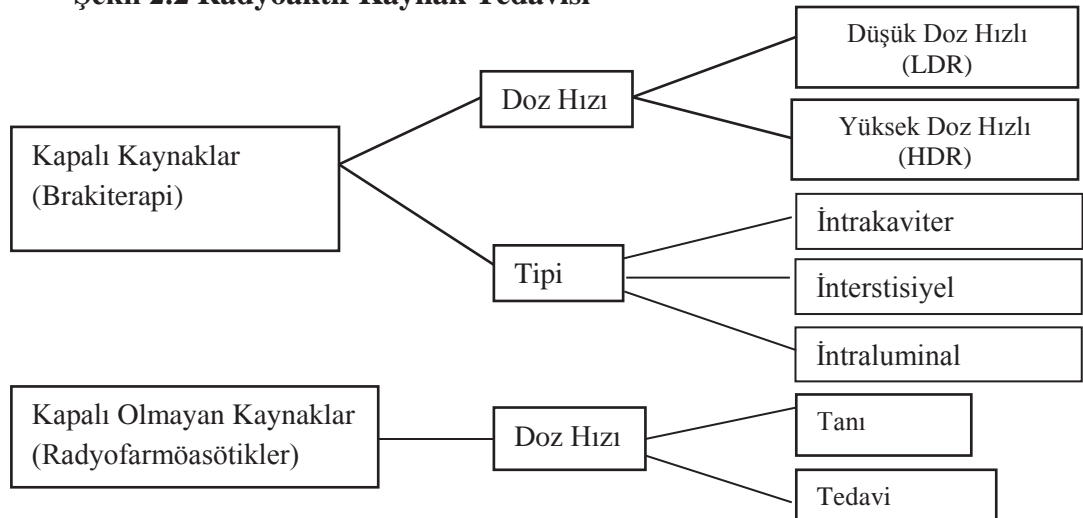 Şekil 2.2 Radyoaktif Kaynak Tedavisi
Düşük Doz Hızlı
(LDR)
Doz Hızı
Yüksek Doz Hızlı
(HDR)
Kapalı Kaynaklar
(Brakiterapi)
İntrakaviter
Tipi
İnterstisiyel
İntraluminal
Kapalı Olmayan Kaynaklar
(Radyofarmöasötikler)
Doz Hızı
Tanı
Tedavi